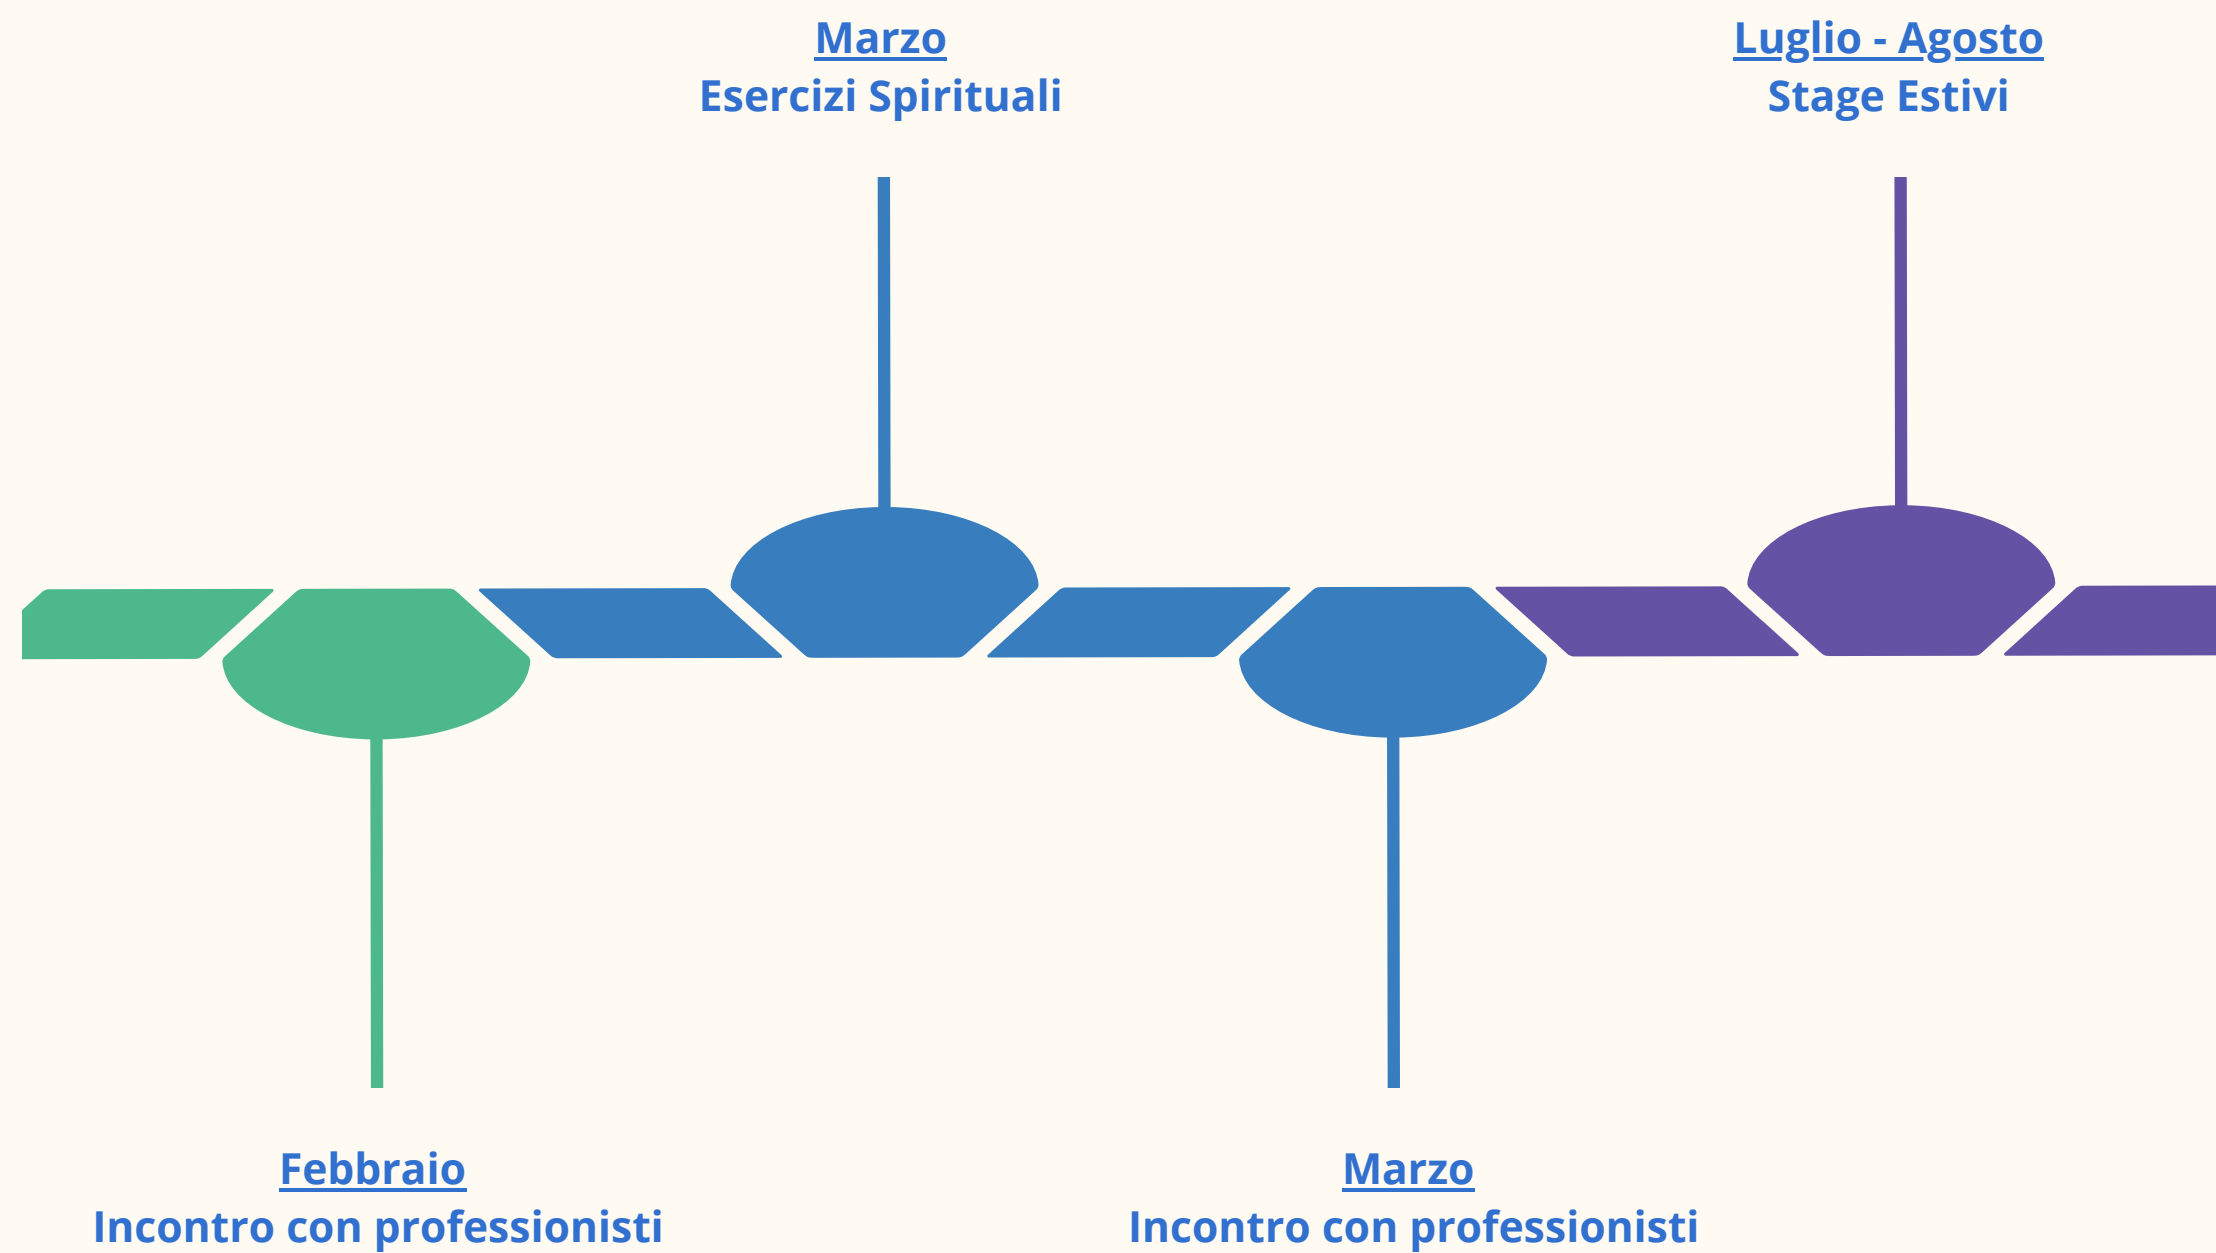 Marzo
Esercizi Spirituali
Luglio - Agosto
Stage Estivi
Febbraio
Incontro con professionisti
Marzo
Incontro con professionisti